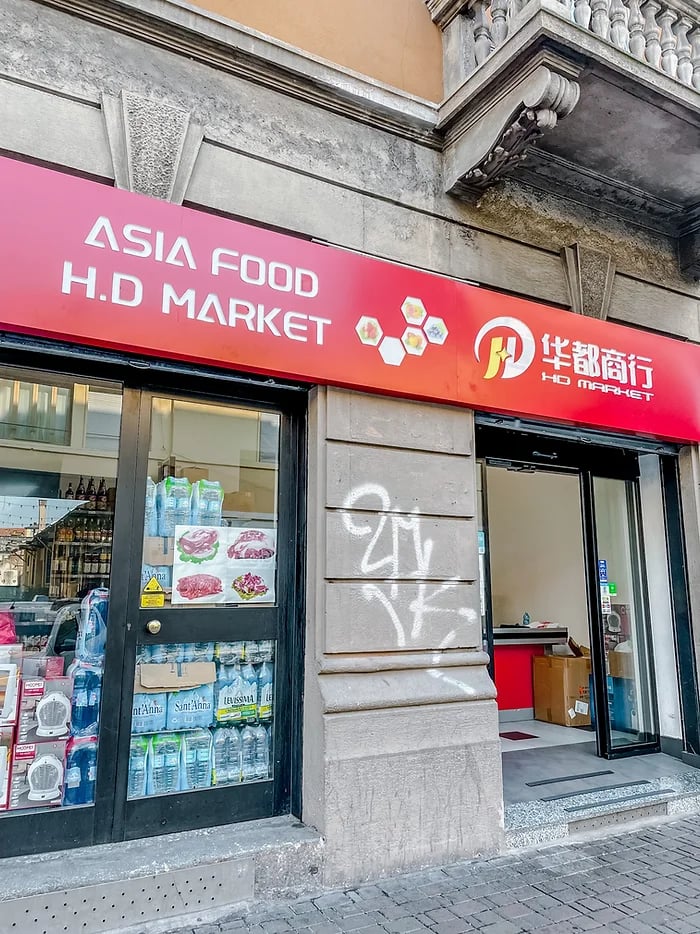 ASIA FOOD
H.D MARKET
华都商行
HD MARKET
Sant'Anna
Sant'Anna
LEVISSIMA